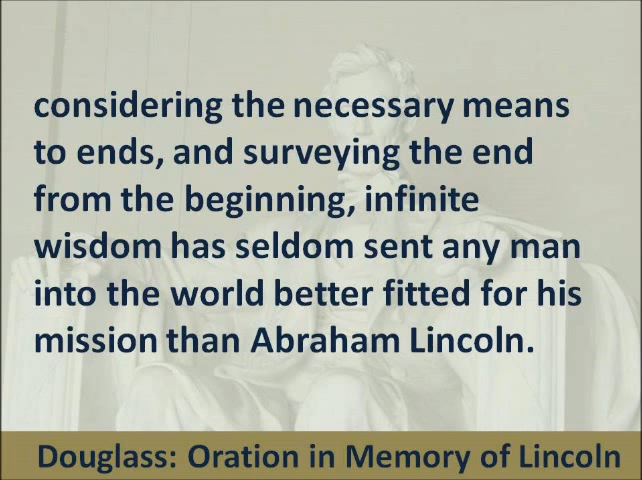 considering the necessary means
to ends, and surveying the end
from the beginning, infinite
wisdom has seldom sent any man
into the world better fitted for his
mission than Abraham Lincoln.
Douglass: Oration in Memory of Lincoln